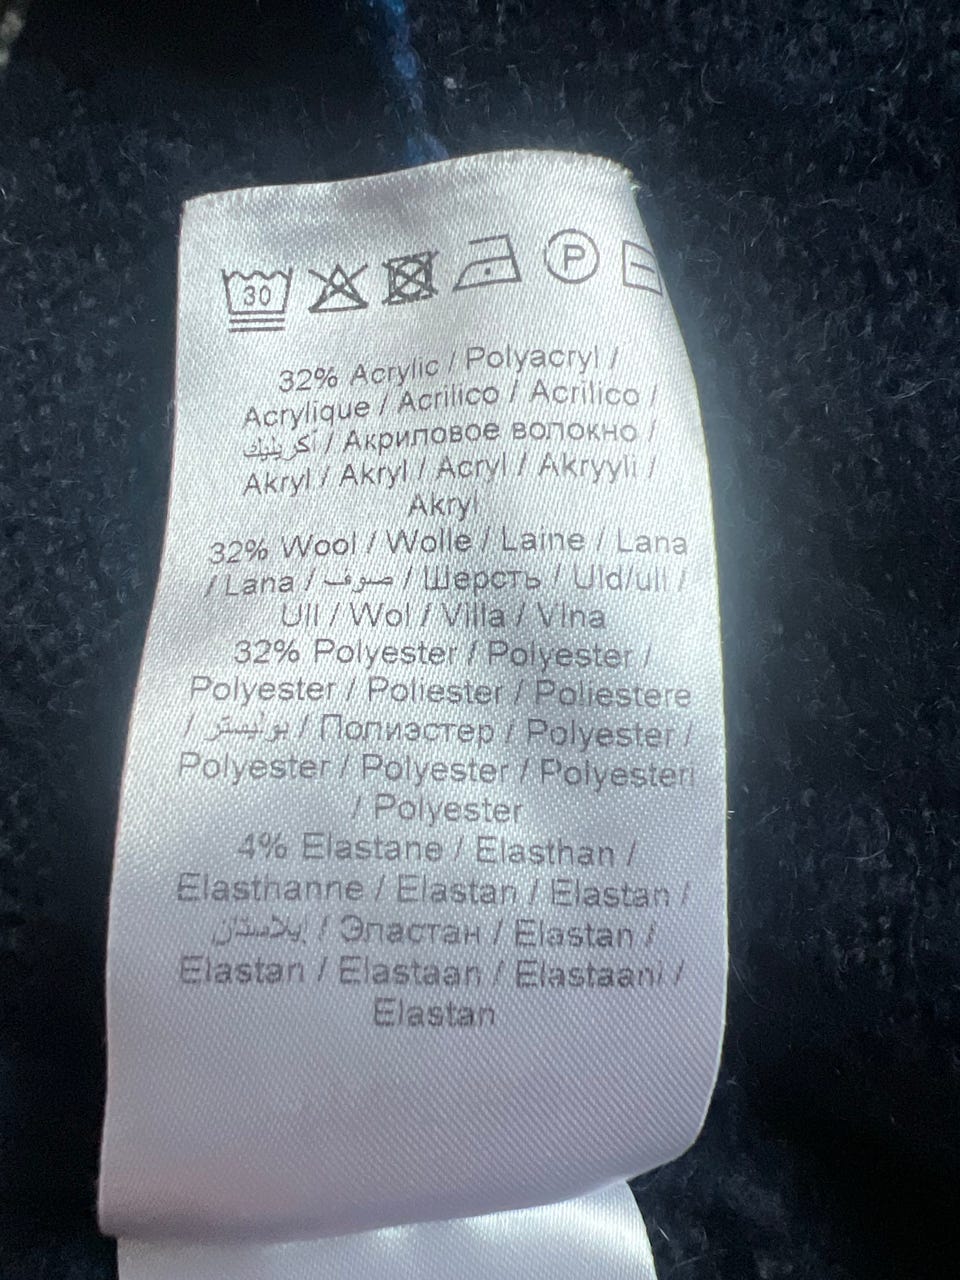 30 P
32% Acrylic / Polyacryl /
Acrylique / Acrilico / Acrílico /
أكريليك / Акриловое волокно /
Akryl / Akryl / Acryl / Akryyli /
Akryl
32% Wool / Wolle / Laine / Lana
/ Lana / صوف / Шерсть / Uld/ull /
Ull / Wol / Villa / Vlna
32% Polyester / Polyester /
Polyester / Poliester / Poliestere
/ بوليستر / Полиэстер / Polyester /
Polyester / Polyester / Polyesteri
/ Polyester
4% Elastane / Elasthan /
Elasthanne / Elastan / Elastan /
إيلاستان / Эластан / Elastan /
Elastan / Elastaan / Elastaani /
Elastan